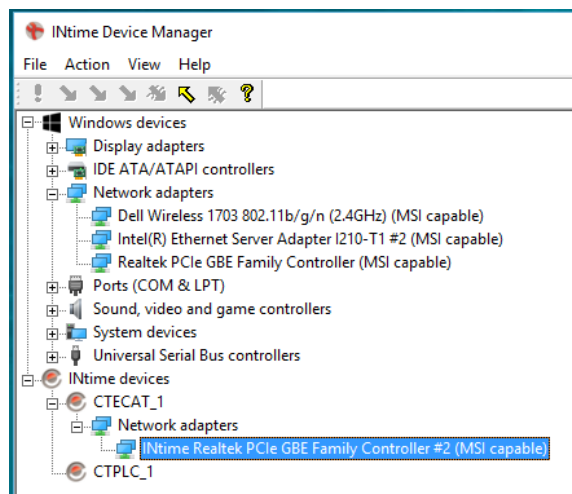 INtime Device Manager
File Action View Help
Windows devices
Display adapters
IDE ATA/ATAPI controllers
Network adapters
Dell Wireless 1703 802.11b/g/n (2.4GHz) (MSI capable)
Intel(R) Ethernet Server Adapter I210-T1 #2 (MSI capable)
Realtek PCIe GBE Family Controller (MSI capable)
Ports (COM & LPT)
Sound, video and game controllers
System devices
Universal Serial Bus controllers
INtime devices
CTECAT_1
Network adapters
INtime Realtek PCIe GBE Family Controller #2 (MSI capable)
CTPLC_1